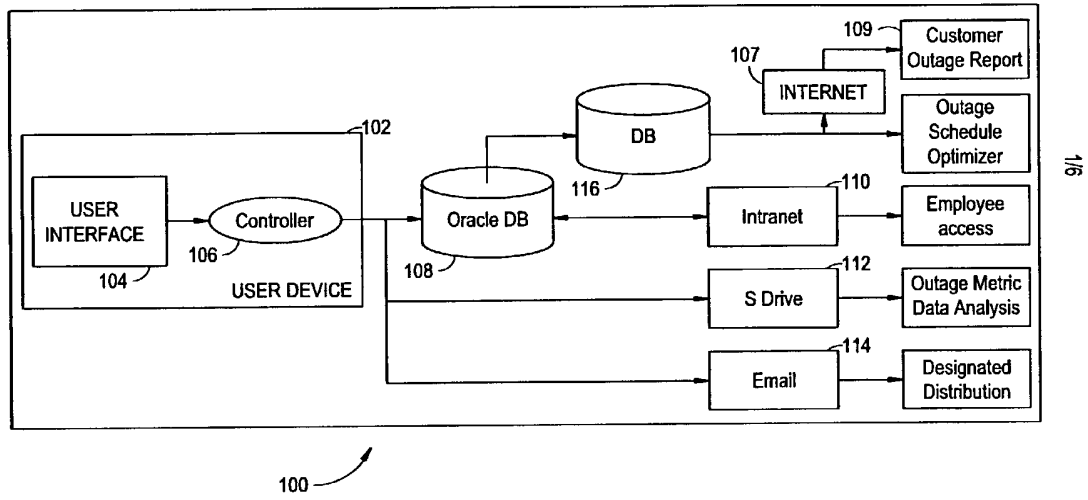 109
Customer
Outage Report
107
INTERNET
102
DB
116
Outage
Schedule
Optimizer
1/6
USER
INTERFACE
104
Controller
106
USER DEVICE
Oracle DB
108
110
Intranet
Employee
access
112
S Drive
Outage Metric
Data Analysis
114
Email
Designated
Distribution
100